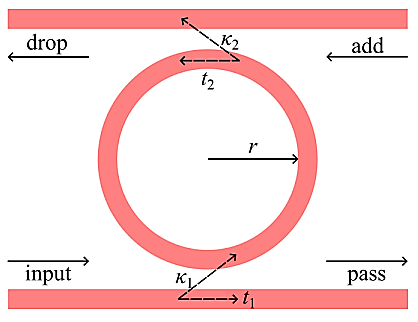 κ₂
drop
add
t₂
r
input
κ₁
pass
t₁